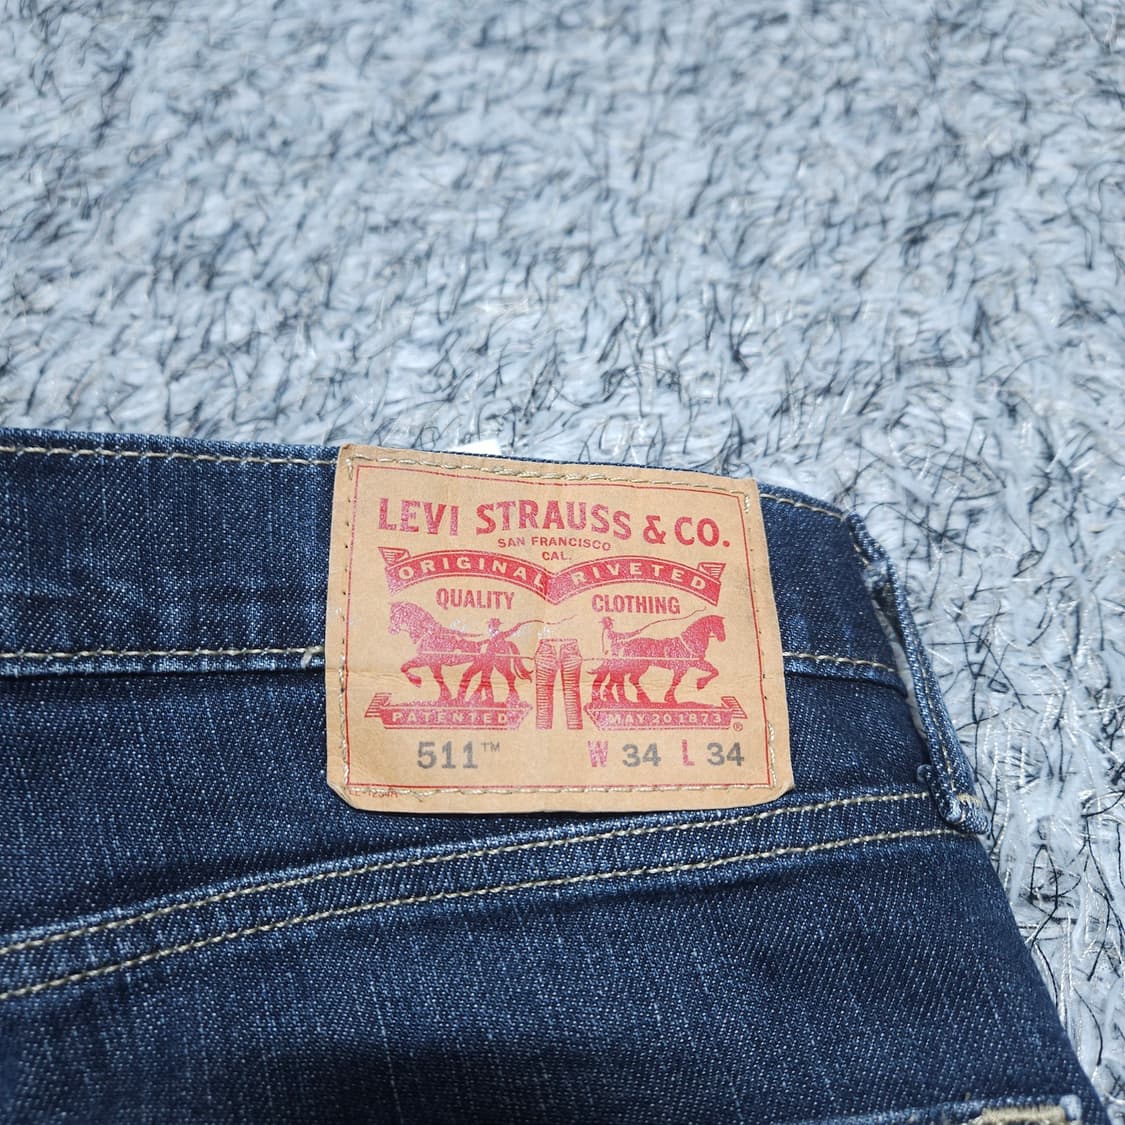 LEVI STRAUSS & CO.
SAN FRANCISCO
CAL.
ORIGINAL RIVETED
QUALITY CLOTHING
PATENTED MAY 20 1873 ®
511™ W 34 L 34